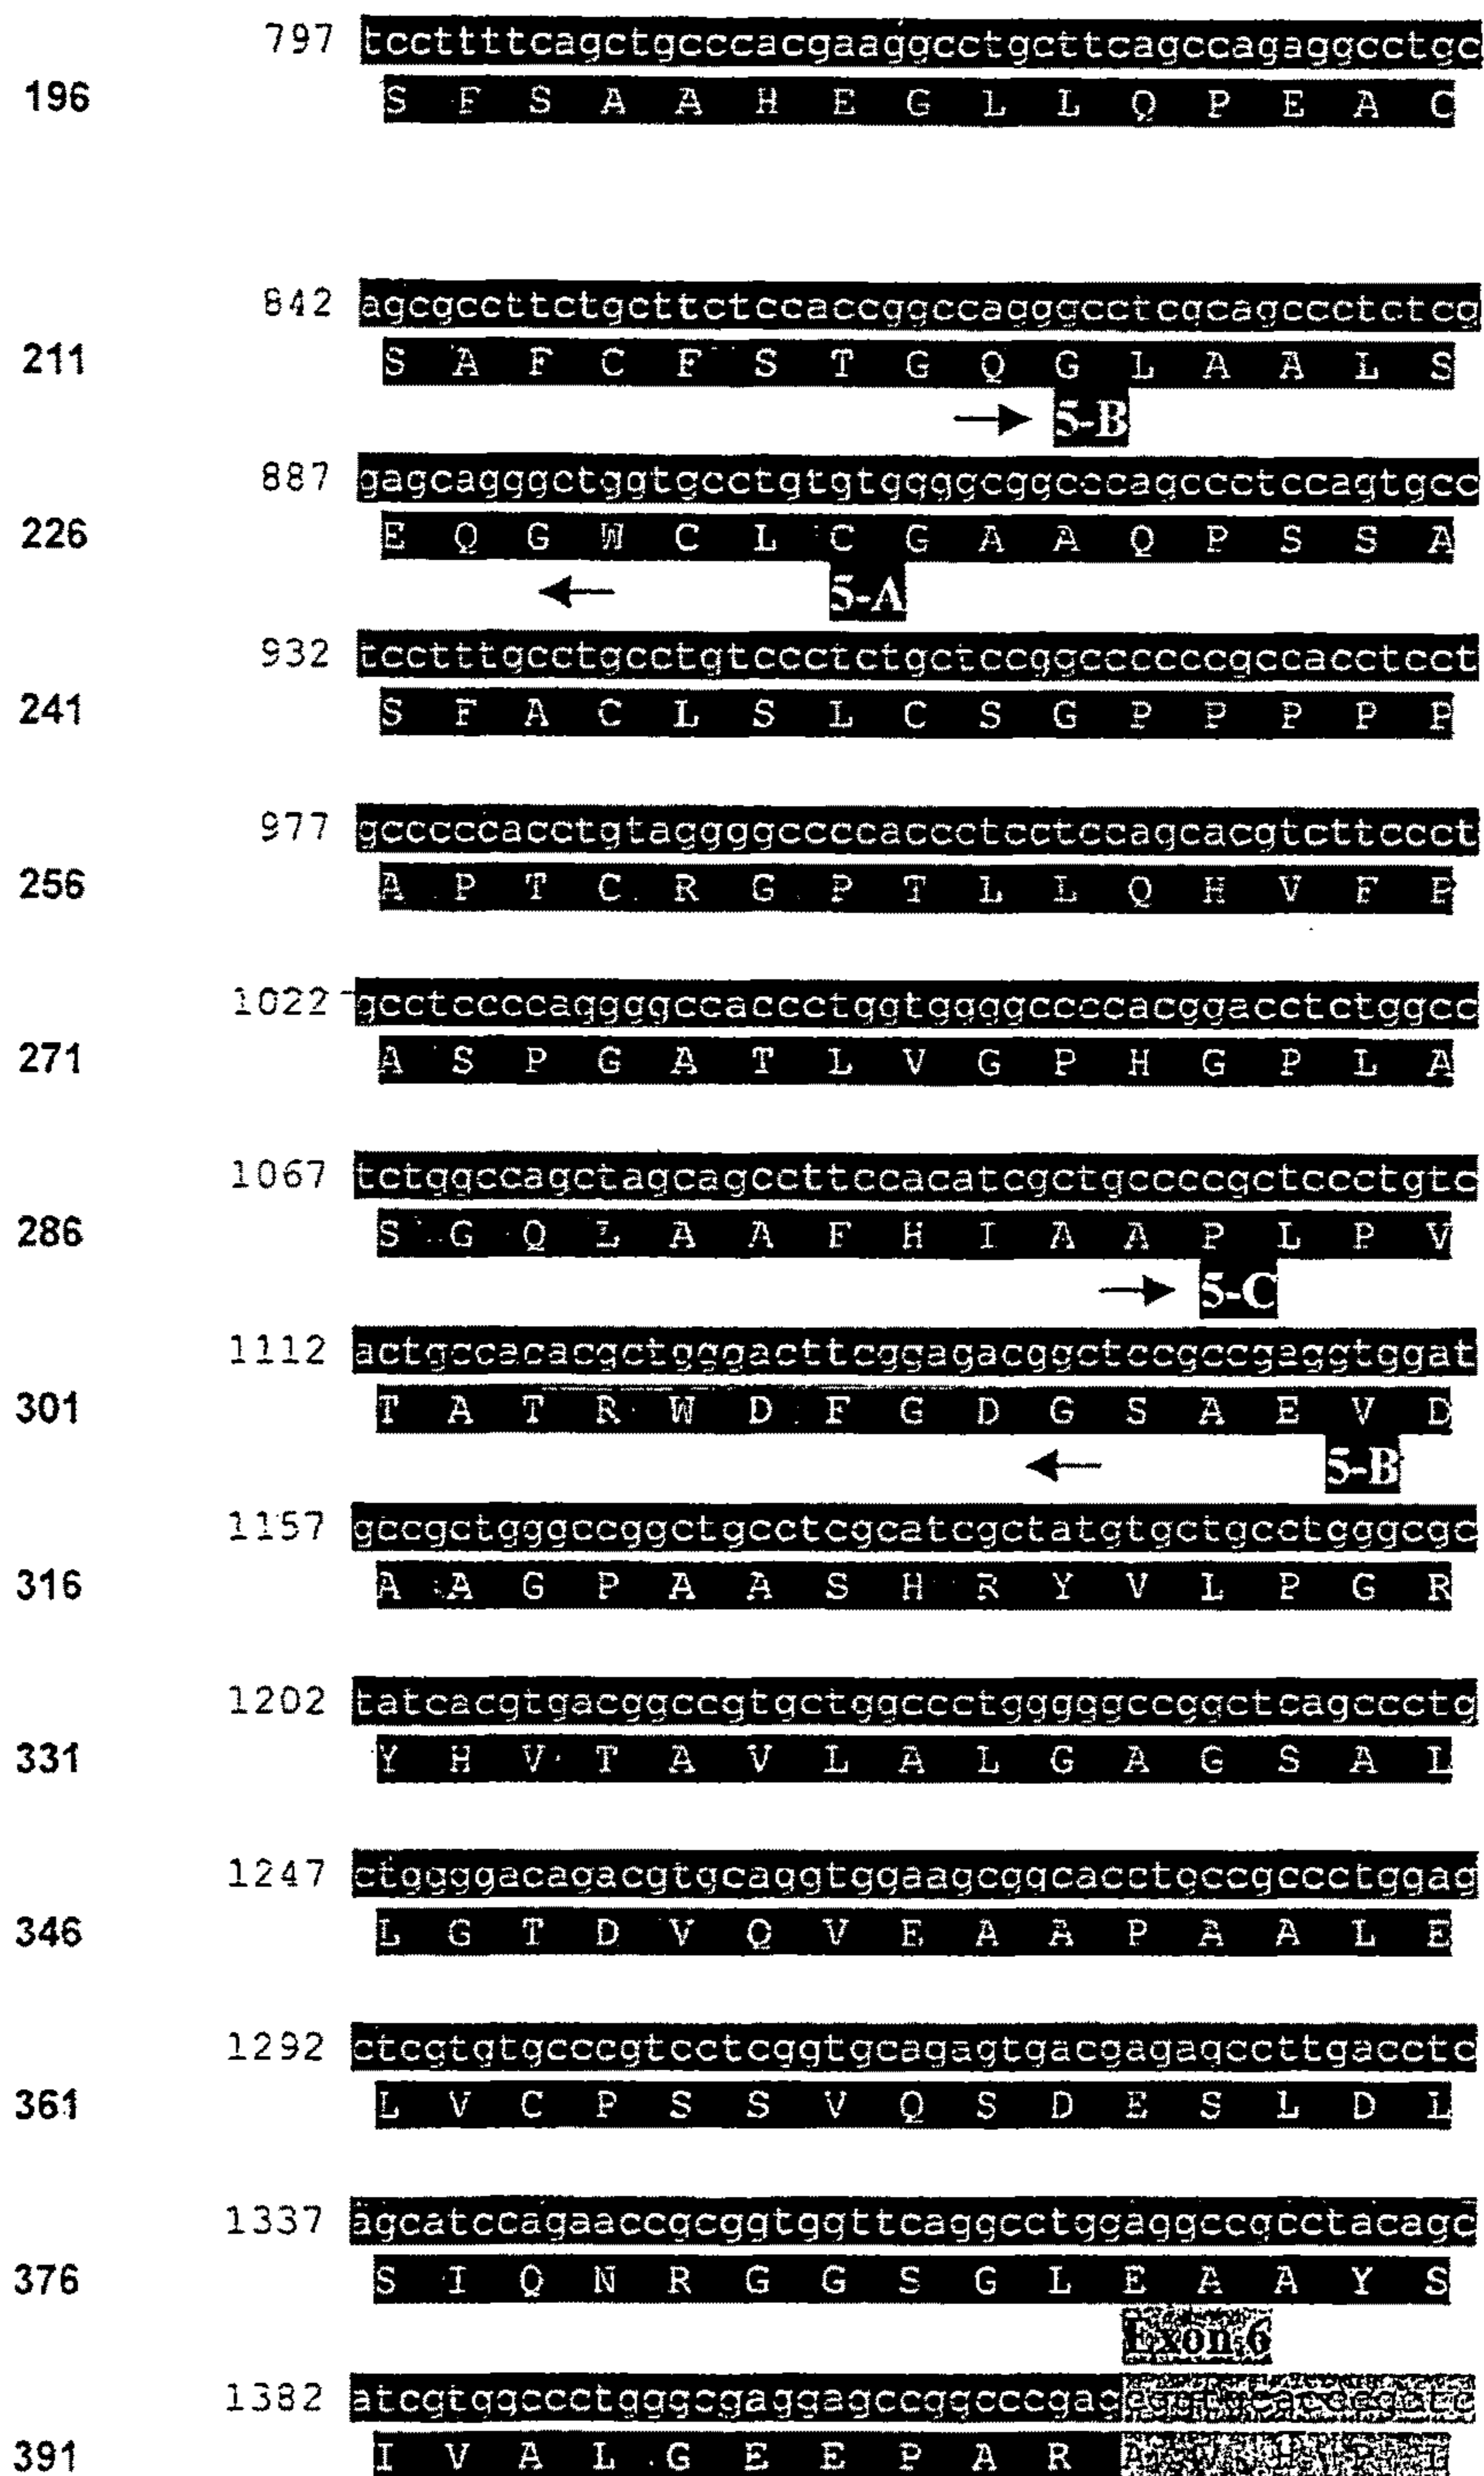 797 tccttttcagctgcccacgaaggcctgcttcagccagaggcctgc
196 S F S A A H E G L L Q P E A C
842 agcgccttctgcttctccaccggccagggcctcgcagccctctcg
211 S A F C F S T G Q G L A A L S
→ 5-B
887 gagcagggctggtgcctgtgtggggcggcccagccctccagtgcc
226 E Q G W C L C G A A Q P S S A
← 5-A
932 tcctttgcctgcctgtccctctgctccggccccccgccacctcct
241 S F A C L S L C S G P P P P P
977 gcccccacctgtaggggccccaccctcctccagcacgtcttccct
256 A P T C R G P T L L Q H V F P
1022 gcctccccaggggccaccctggtggggccccacggacctctggcc
271 A S P G A T L V G P H G P L A
1067 tctggccagctagcagccttccacatcgctgccccgctccctgtc
286 S G Q L A A F H I A A P L P V
→ 5-C
1112 actgccacacgctgggacttcggagacggctccgccgaggtggat
301 T A T R W D F G D G S A E V D
← 5-B
1157 gccgctgggccggctgcctcgcatcgctatgtgctgcctgggcgc
316 A A G P A A S H R Y V L P G R
1202 tatcacgtgacggccgtgctggccctgggggccggctcagccctg
331 Y H V T A V L A L G A G S A L
1247 ctggggacagacgtgcaggtggaagcggcacctgccgccctggag
346 L G T D V Q V E A A P A A L E
1292 ctcgtgtgcccgtcctcggtgcagagtgacgagagccttgacctc
361 L V C P S S V Q S D E S L D L
1337 agcatccagaaccgcggtggttcaggcctggaggccgcctacagc
376 S I Q N R G G S G L E A A Y S
Exon 6
1382 atcgtggccctgggcgaggagccggcccgag
391 I V A L G E E P A R